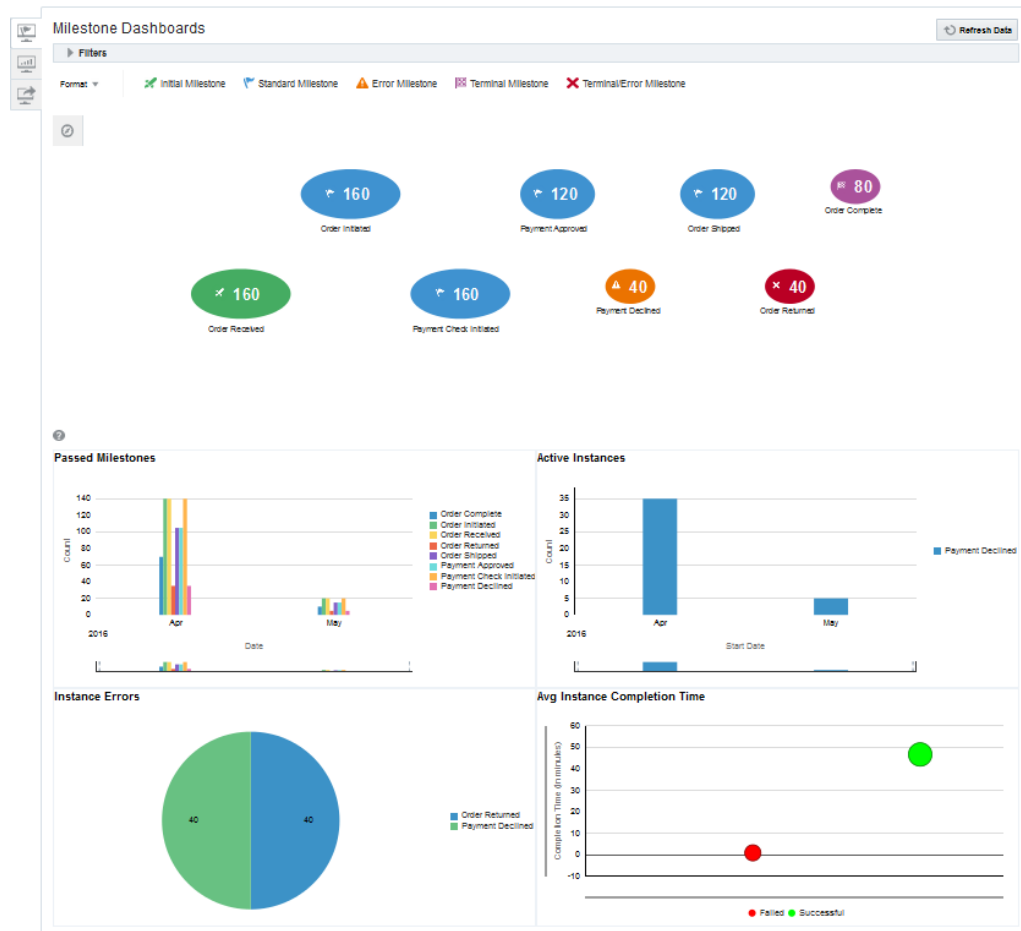 Milestone Dashboards
Refresh Data
Filters
Format
Initial Milestone
Standard Milestone
Error Milestone
Terminal Milestone
Terminal/Error Milestone
160
Order Initiated
120
Payment Approved
120
Order Shipped
80
Order Complete
160
Order Received
160
Payment Check Initiated
40
Payment Declined
40
Order Returned
?
Passed Milestones
140
120
100
80
60
40
20
0
Count
Apr
May
2016
Date
Order Complete
Order Initiated
Order Received
Order Returned
Order Shipped
Payment Approved
Payment Check Initiated
Payment Declined
Active Instances
35
30
25
20
15
10
5
0
Count
Apr
May
2016
Start Date
Payment Declined
Instance Errors
40
40
Order Returned
Payment Declined
Avg Instance Completion Time
60
50
40
30
20
10
0
-10
Completion Time (in minutes)
Failed
Successful